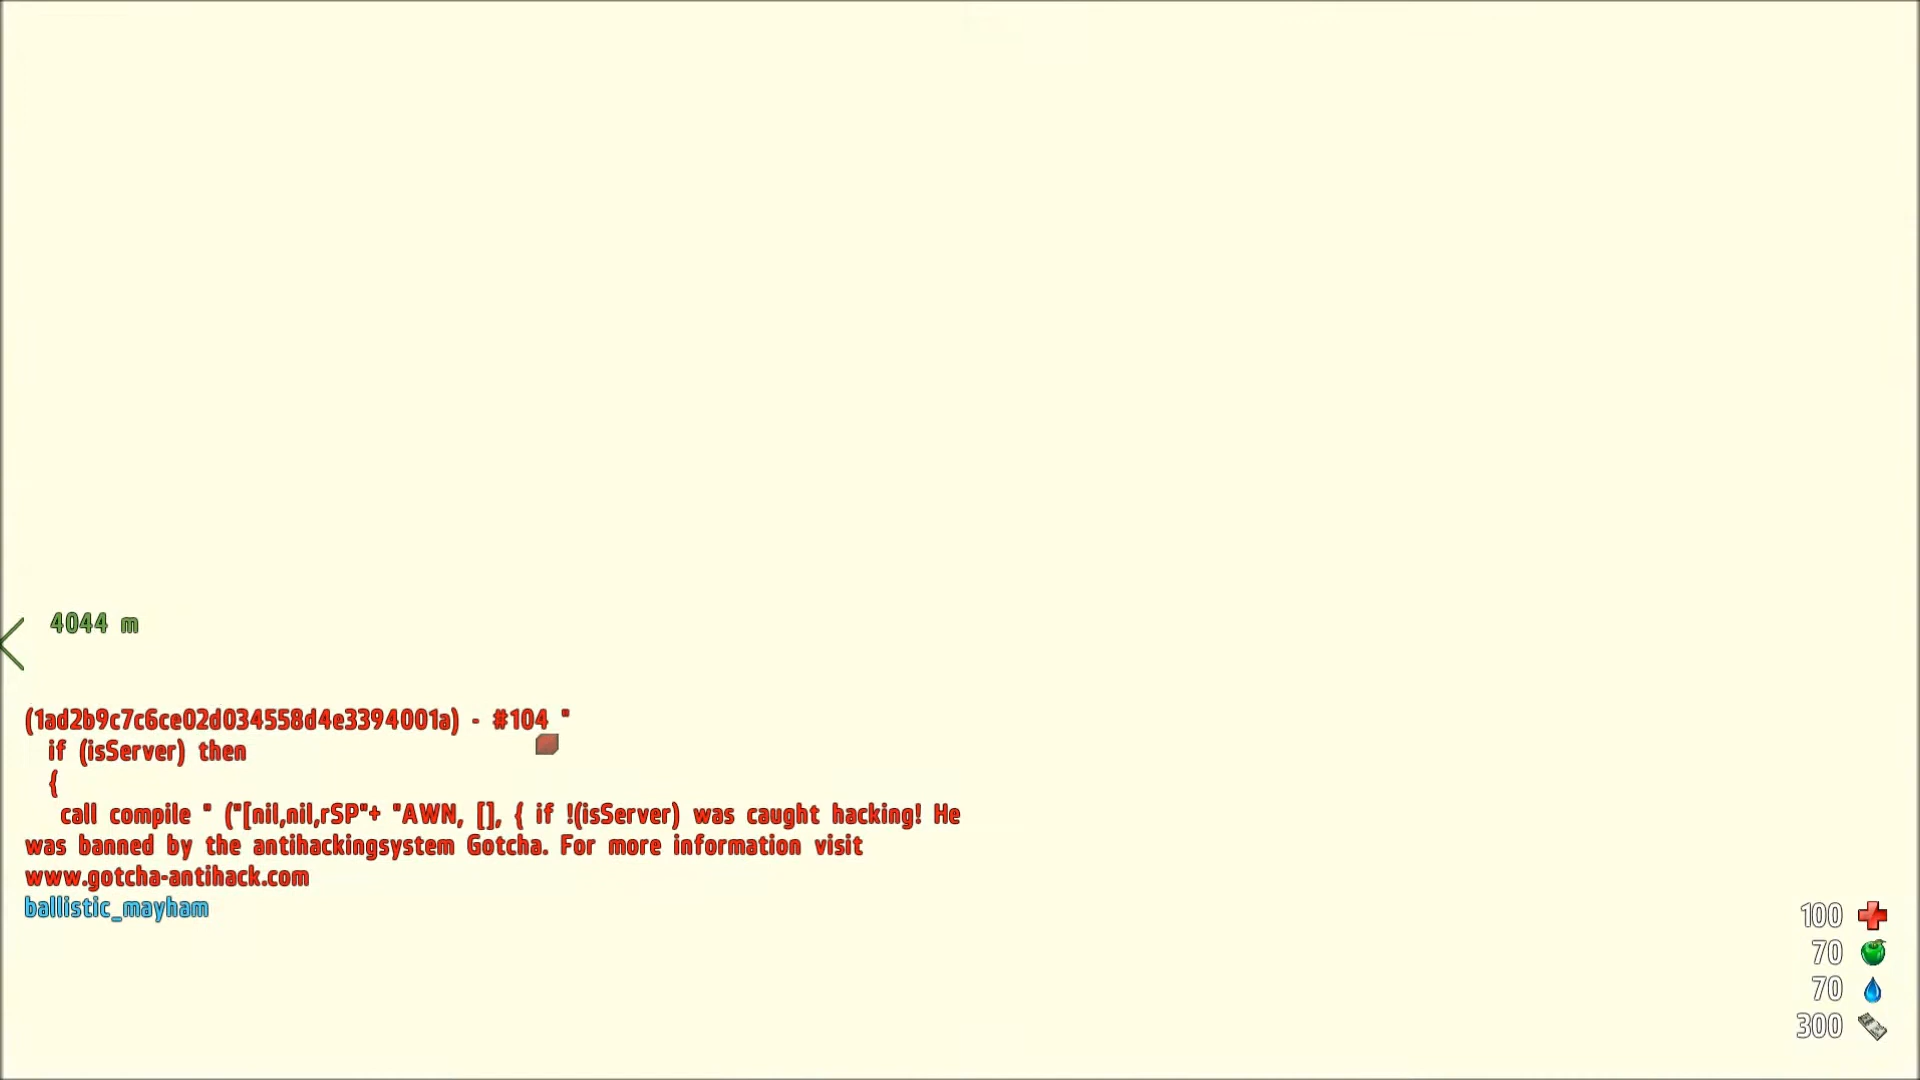 4044 m
(1ad2b9c7c6ce02d034558d4e3394001a) - #104 "
if (isServer) then
{
call compile " ("[nil,nil,rSP"+ "AWN, [], { if !(isServer) was caught hacking! He
was banned by the antihackingsystem Gotcha. For more information visit
www.gotcha-antihack.com
ballistic_mayham
100
70
70
300